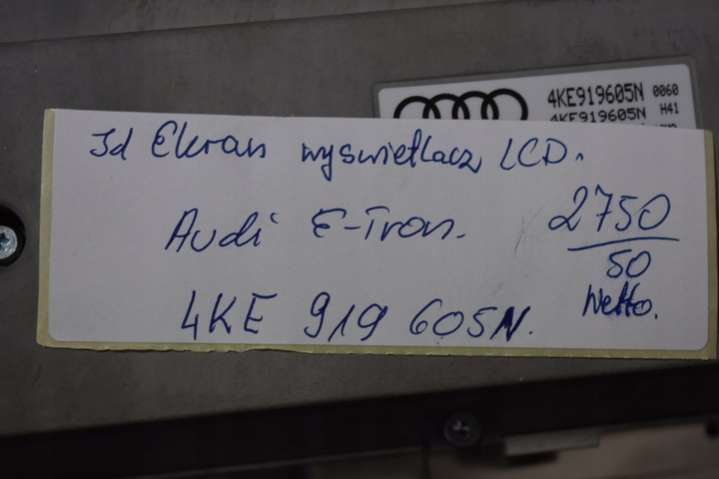 4KE919605N 0060
4KE919605N H41
Jd Ekran wyswietlacz LCD.
Audi E-Tron.
2750
50
Netto.
4KE 919 605N.